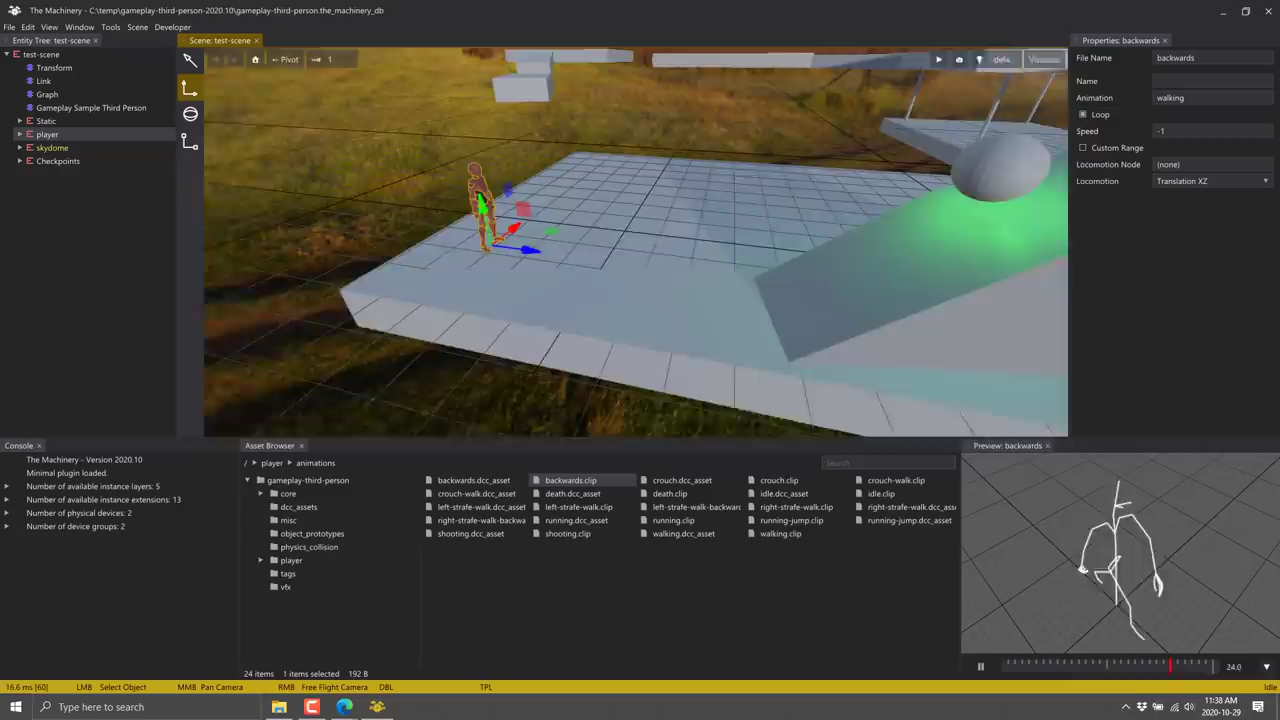 The Machinery - C:\temp\gameplay-third-person-2020.10\gameplay-third-person.the_machinery_db
File Edit View Window Tools Scene Developer
Entity Tree: test-scene ×
test-scene
Transform
Link
Graph
Gameplay Sample Third Person
Static
player
skydome
Checkpoints
Scene: test-scene ×
Pivot 1
Properties: backwards ×
File Name backwards
Name
Animation walking
Loop
Speed -1
Custom Range
Locomotion Node (none)
Locomotion Translation XZ
Console ×
The Machinery - Version 2020.10
Minimal plugin loaded.
Number of available instance layers: 5
Number of available instance extensions: 13
Number of physical devices: 2
Number of device groups: 2
Asset Browser ×
/ player animations
Search
gameplay-third-person
core
dcc_assets
misc
object_prototypes
physics_collision
player
tags
vfx
backwards.dcc_asset backwards.clip crouch.dcc_asset crouch.clip crouch-walk.clip
crouch-walk.dcc_asset death.dcc_asset death.clip idle.dcc_asset idle.clip
left-strafe-walk.dcc_asset left-strafe-walk.clip left-strafe-walk-backward right-strafe-walk.clip right-strafe-walk.dcc_ass
right-strafe-walk-backwa running.dcc_asset running.clip running-jump.clip running-jump.dcc_asset
shooting.dcc_asset shooting.clip walking.dcc_asset walking.clip
24 items 1 items selected 192 B
Preview: backwards ×
24.0
16.6 ms [60] LMB Select Object MMB Pan Camera RMB Free Flight Camera DBL TPL Idle
Type here to search
11:38 AM
2020-10-29